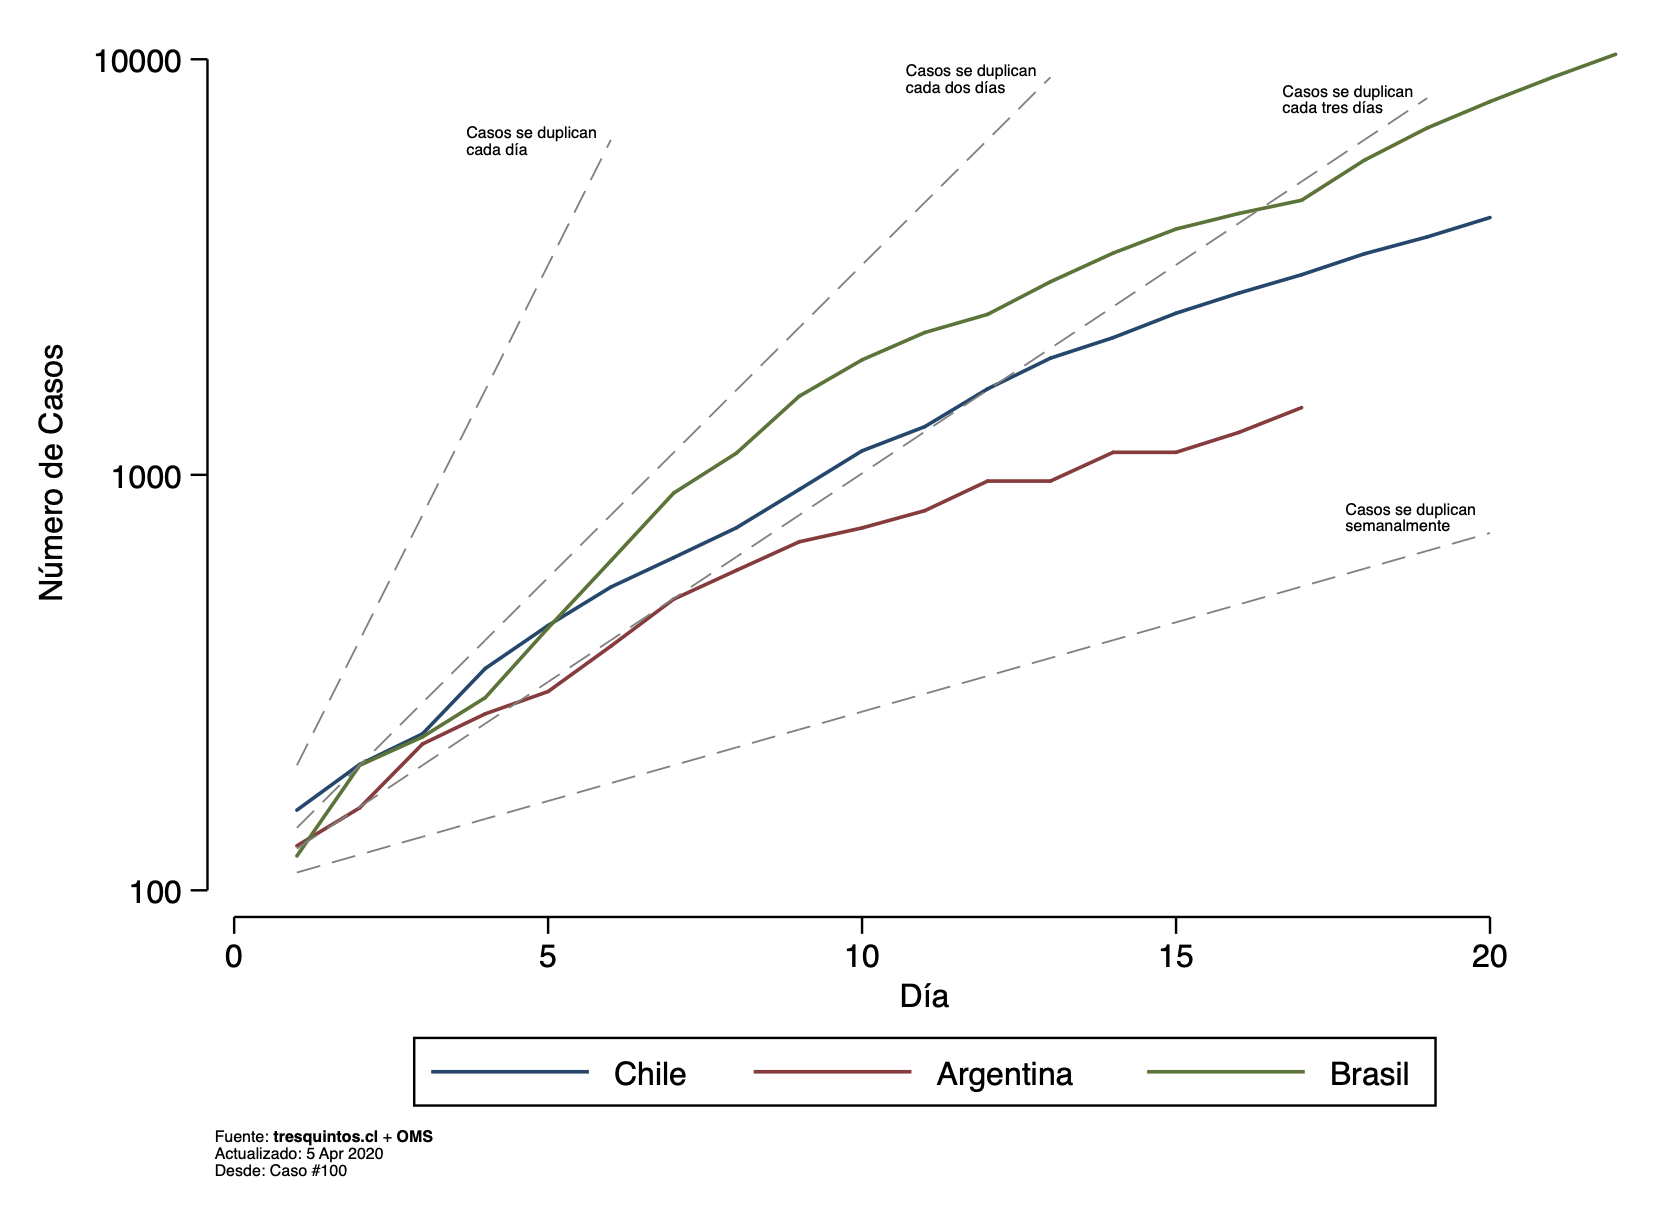 10000
1000
100
Número de Casos
Casos se duplican
cada día
Casos se duplican
cada dos días
Casos se duplican
cada tres días
Casos se duplican
semanalmente
0 5 10 15 20
Día
Chile Argentina Brasil
Fuente: tresquintos.cl + OMS
Actualizado: 5 Apr 2020
Desde: Caso #100